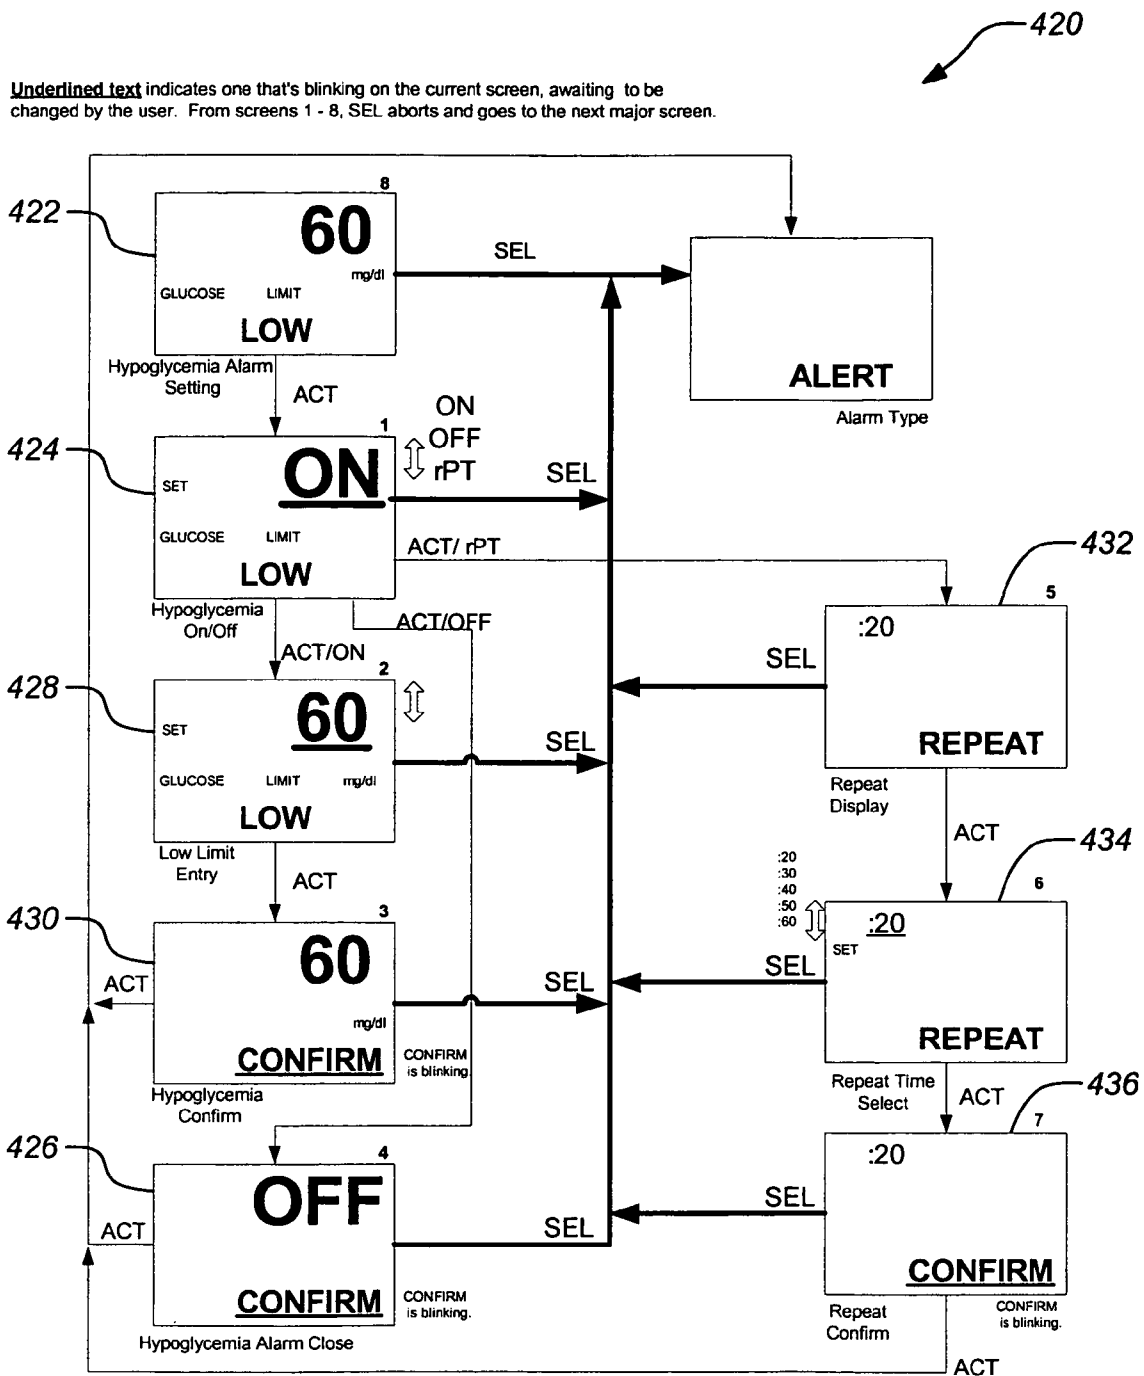 420
Underlined text indicates one that's blinking on the current screen, awaiting to be
changed by the user. From screens 1 - 8, SEL aborts and goes to the next major screen.
8
422
60
mg/dl
GLUCOSE LIMIT
LOW
Hypoglycemia Alarm
Setting
SEL
ALERT
Alarm Type
ACT
1
424
SET
ON
GLUCOSE LIMIT
LOW
Hypoglycemia
On/Off
ON
OFF
rPT
SEL
ACT/ rPT
ACT/OFF
ACT/ON
432
5
:20
REPEAT
Repeat
Display
SEL
2
428
SET
60
GLUCOSE LIMIT mg/dl
LOW
Low Limit
Entry
SEL
ACT
ACT
434
:20
:30
:40
:50
:60
6
:20
SET
REPEAT
Repeat Time
Select
SEL
3
430
60
mg/dl
CONFIRM
CONFIRM
is blinking.
Hypoglycemia
Confirm
ACT
SEL
ACT
436
7
:20
CONFIRM
CONFIRM
is blinking.
Repeat
Confirm
SEL
ACT
4
426
OFF
CONFIRM
CONFIRM
is blinking.
Hypoglycemia Alarm Close
ACT
SEL